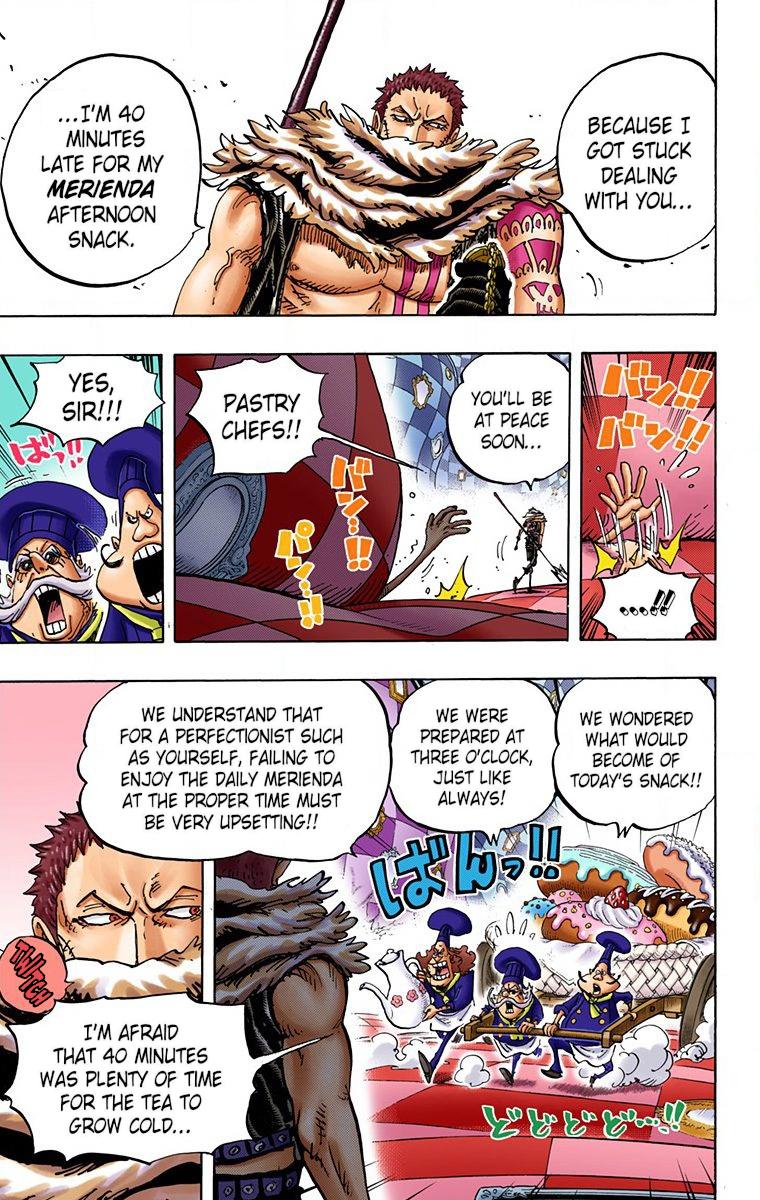 BECAUSE I
GOT STUCK
DEALING
WITH YOU...
...I'M 40
MINUTES
LATE FOR MY
MERIENDA
AFTERNOON
SNACK.
バン!!
バン!!
...!!
YOU'LL BE
AT PEACE
SOON...
PASTRY
CHEFS!!
バン…!!
バン…!!
YES,
SIR!!!
ばっ!!
WE WONDERED
WHAT WOULD
BECOME OF
TODAY'S SNACK!!
WE WERE
PREPARED AT
THREE O'CLOCK,
JUST LIKE
ALWAYS!
WE UNDERSTAND THAT
FOR A PERFECTIONIST SUCH
AS YOURSELF, FAILING TO
ENJOY THE DAILY MERIENDA
AT THE PROPER TIME MUST
BE VERY UPSETTING!!
ばんっ!!
どどどど…!!
TWITCH
I'M AFRAID
THAT 40 MINUTES
WAS PLENTY OF TIME
FOR THE TEA TO
GROW COLD...